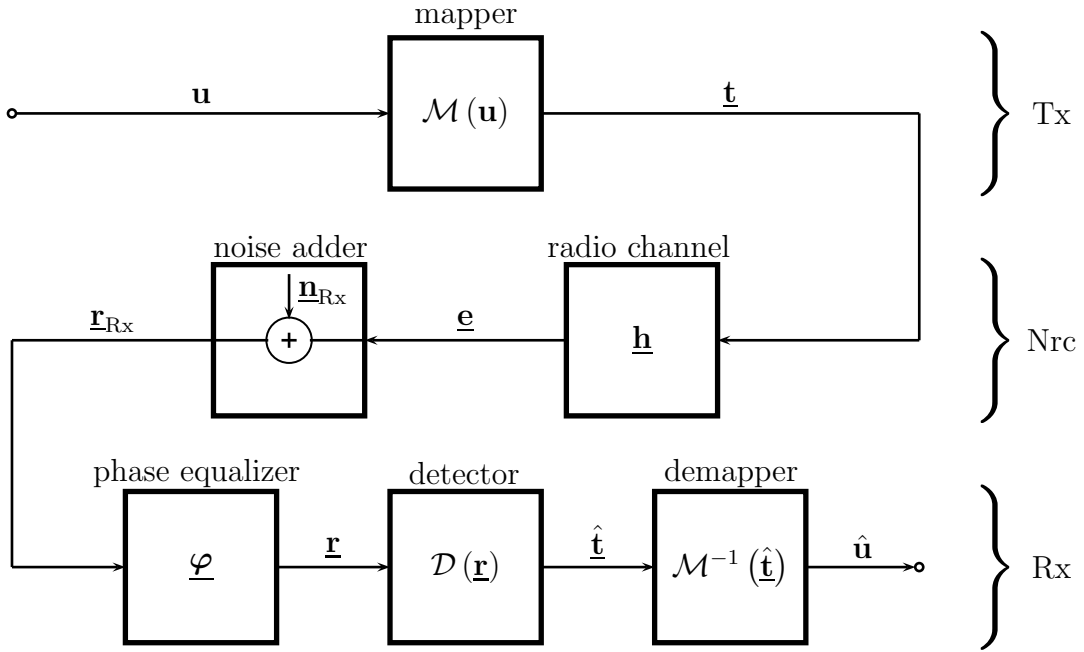 mapper
u M (u) t Tx
noise adder radio channel
r_Rx n_Rx + e h Nrc
phase equalizer detector demapper
φ r D (r) t̂ M⁻¹ (t̂) û Rx